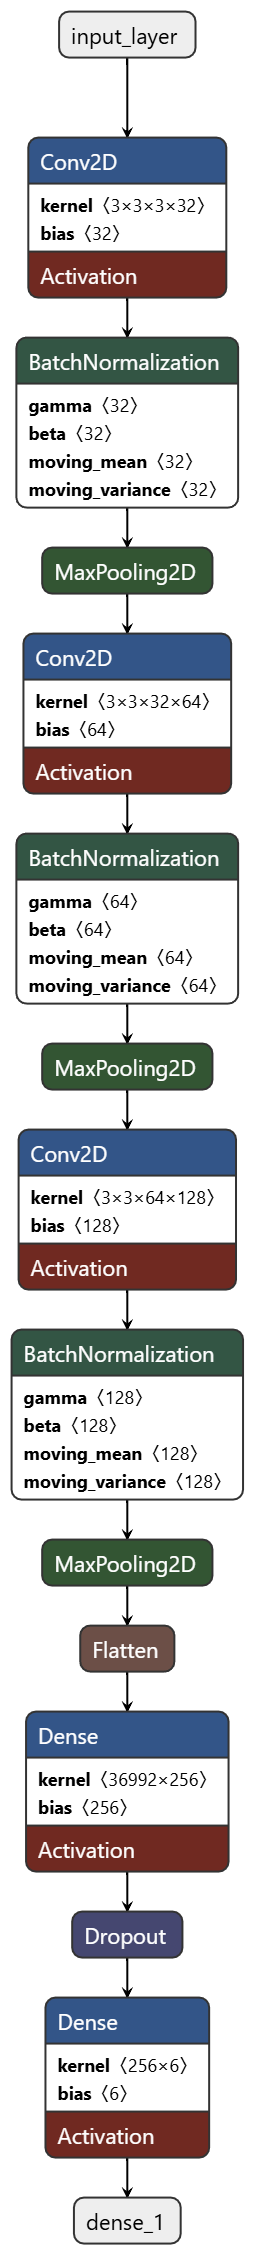 input_layer
Conv2D
kernel〈3×3×3×32〉
bias〈32〉
Activation
BatchNormalization
gamma〈32〉
beta〈32〉
moving_mean〈32〉
moving_variance〈32〉
MaxPooling2D
Conv2D
kernel〈3×3×32×64〉
bias〈64〉
Activation
BatchNormalization
gamma〈64〉
beta〈64〉
moving_mean〈64〉
moving_variance〈64〉
MaxPooling2D
Conv2D
kernel〈3×3×64×128〉
bias〈128〉
Activation
BatchNormalization
gamma〈128〉
beta〈128〉
moving_mean〈128〉
moving_variance〈128〉
MaxPooling2D
Flatten
Dense
kernel〈36992×256〉
bias〈256〉
Activation
Dropout
Dense
kernel〈256×6〉
bias〈6〉
Activation
dense_1